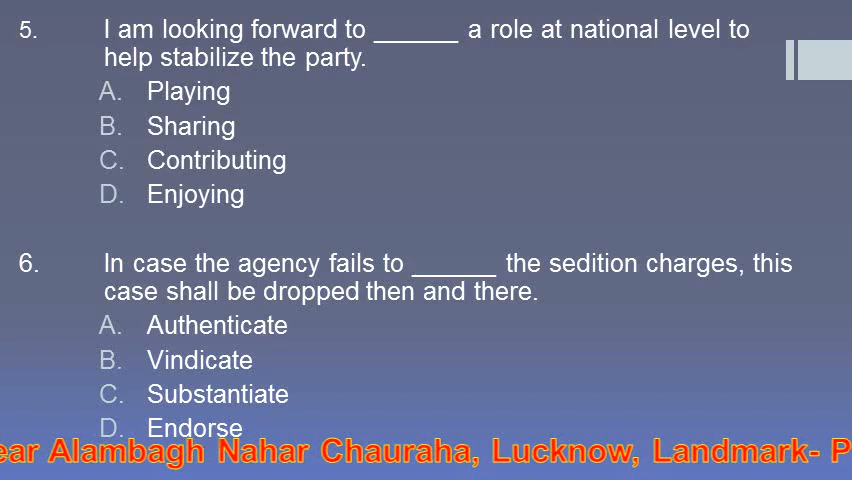 5. I am looking forward to ______ a role at national level to
help stabilize the party.
A. Playing
B. Sharing
C. Contributing
D. Enjoying
6. In case the agency fails to ______ the sedition charges, this
case shall be dropped then and there.
A. Authenticate
B. Vindicate
C. Substantiate
D. Endorse
Alambagh Nahar Chauraha, Lucknow, Landmark-